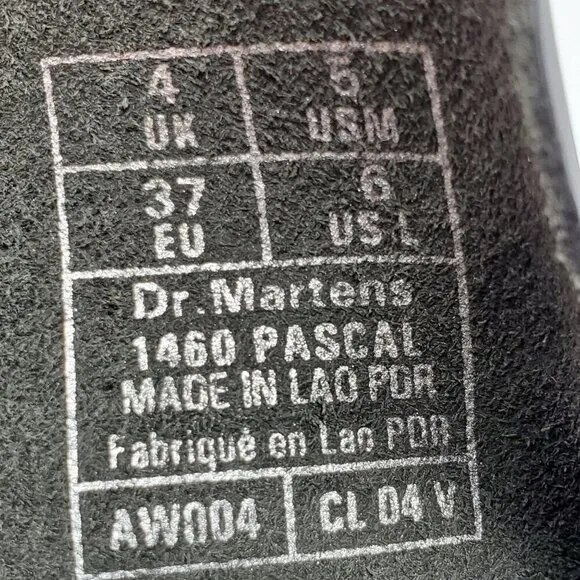 4 5
UK USM
37 6
EU US L
Dr. Martens
1460 PASCAL
MADE IN LAO PDR
Fabriqué en Lao PDR
AW004 CL 04 V